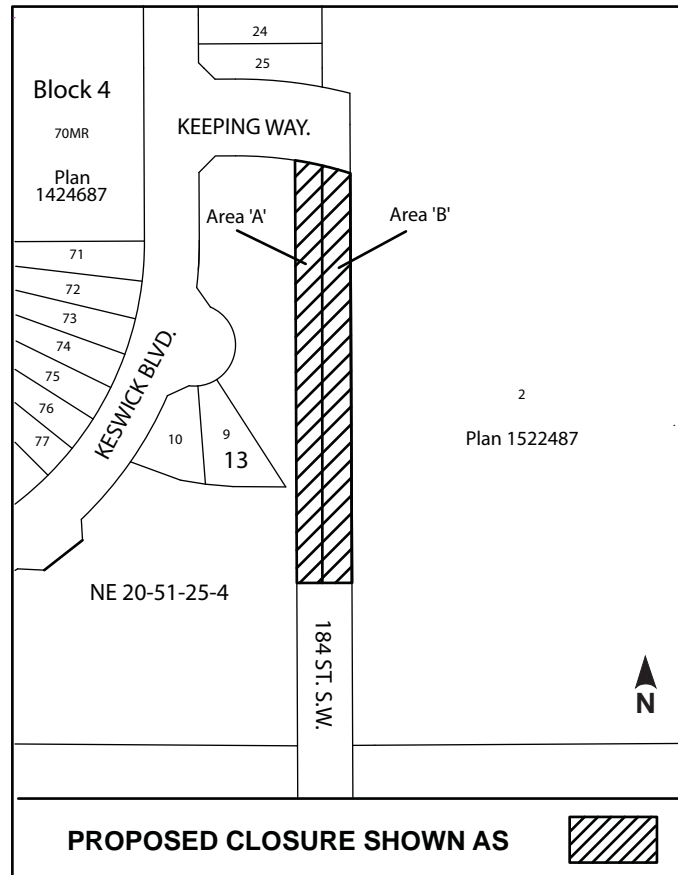 24
25
Block 4
KEEPING WAY.
70MR
Plan
1424687
Area 'A'
Area 'B'
71
72
73
74
75
76
77
KESWICK BLVD.
10
9
13
2
Plan 1522487
NE 20-51-25-4
184 ST. S.W.
N
PROPOSED CLOSURE SHOWN AS